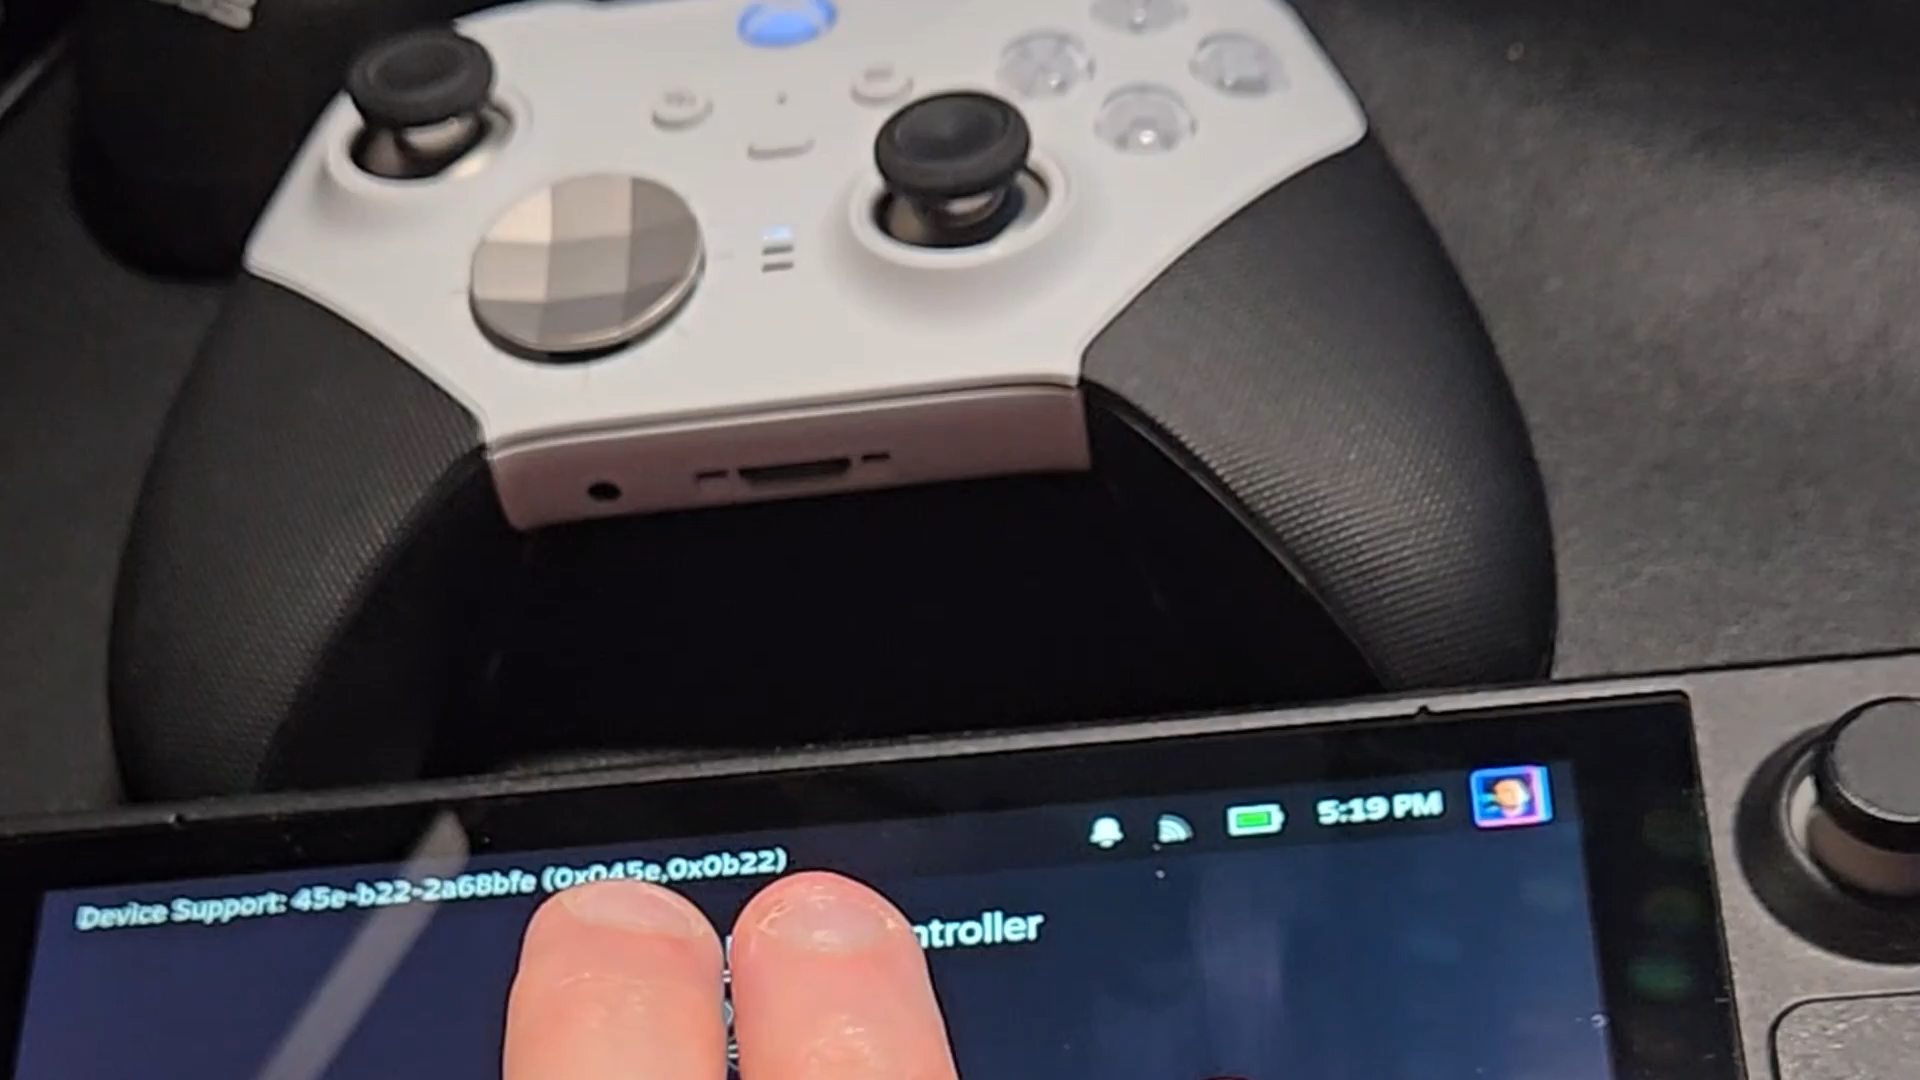 5:19 PM
Device Support: 45e-b22-2a68bfe (0x045e,0x0b22)
ntroller